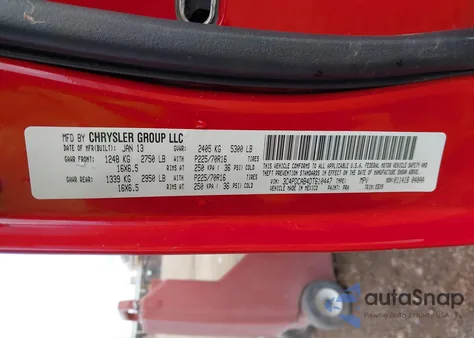 MFD BY CHRYSLER GROUP LLC
DATE OF MFR(BUILT): JAN 13 GVWR: 2405 KG 5300 LB
GAWR FRONT: 1248 KG 2750 LB WITH P225/70R16 TIRES
16X6.5 RIMS AT 250 KPA( 36 PSI) COLD
GAWR REAR: 1339 KG 2950 LB WITH P225/70R16 TIRES
16X6.5 RIMS AT 250 KPA( 36 PSI) COLD
THIS VEHICLE CONFORMS TO ALL APPLICABLE U.S.A. FEDERAL MOTOR VEHICLE
SAFETY STANDARDS IN EFFECT ON THE DATE OF MANUFACTURE SHOWN ABOVE.
MADE IN MEXICO
TYPE: MPV
autoSnap